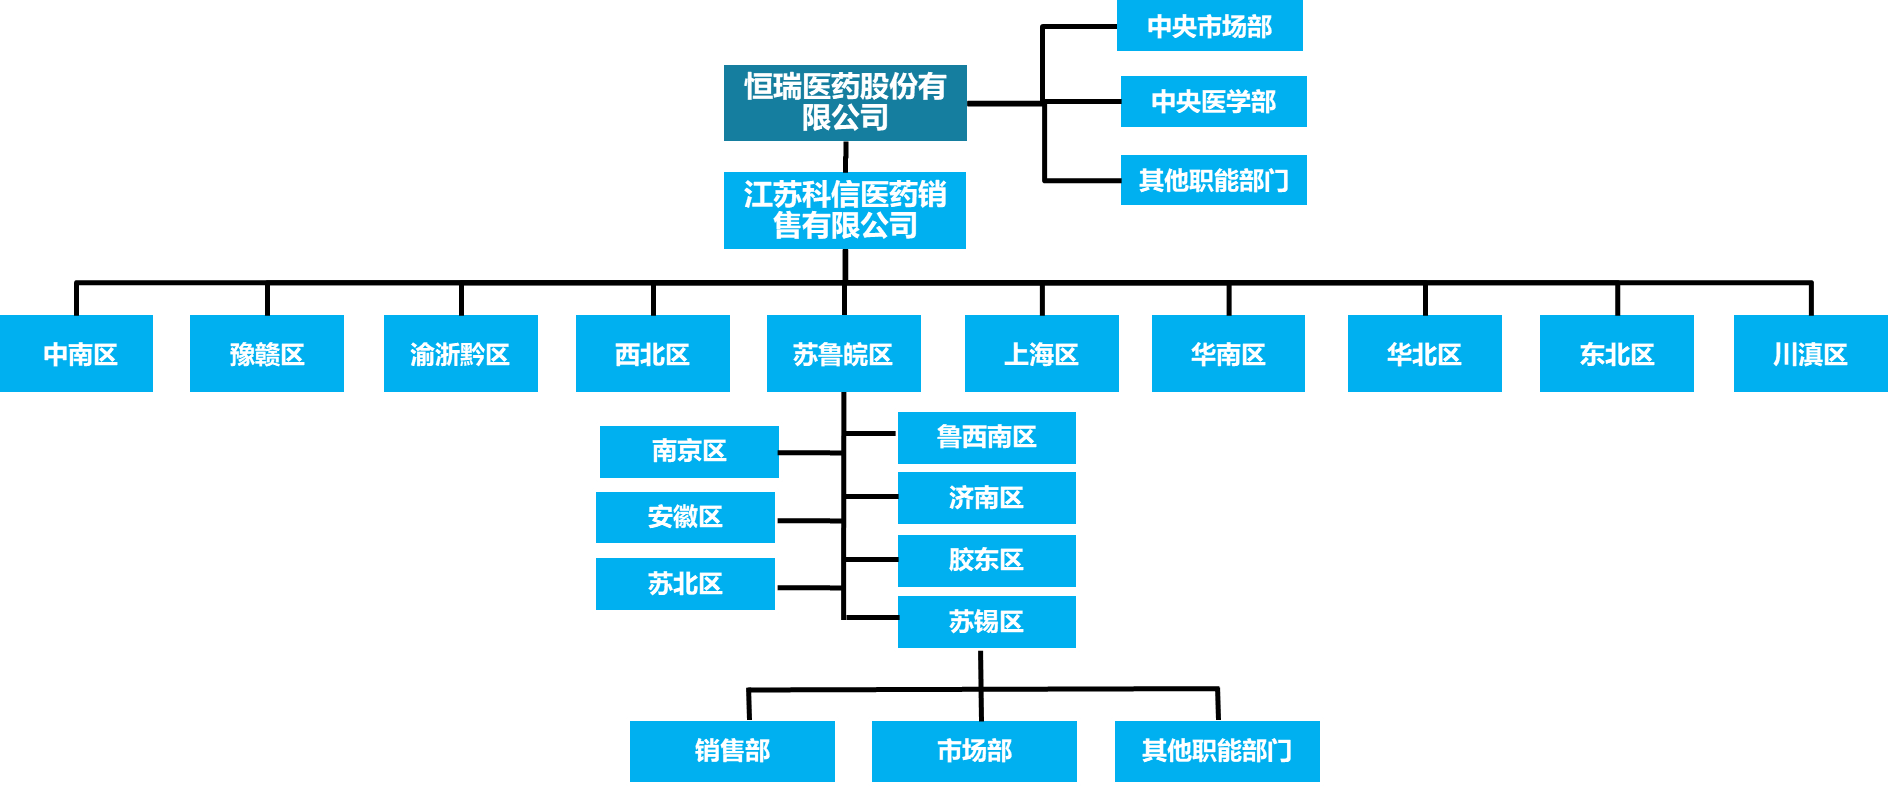 中央市场部
恒瑞医药股份有
限公司
中央医学部
其他职能部门
江苏科信医药销
售有限公司
中南区
豫赣区
渝浙黔区
西北区
苏鲁皖区
上海区
华南区
华北区
东北区
川滇区
南京区
安徽区
苏北区
鲁西南区
济南区
胶东区
苏锡区
销售部
市场部
其他职能部门